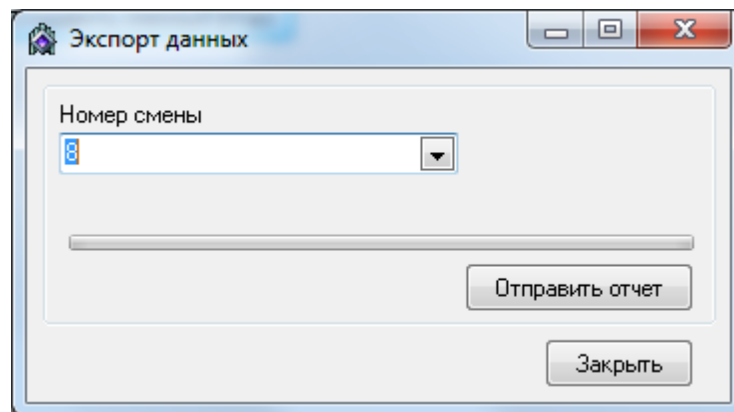 Экспорт данных
Номер смены
8
Отправить отчет
Закрыть